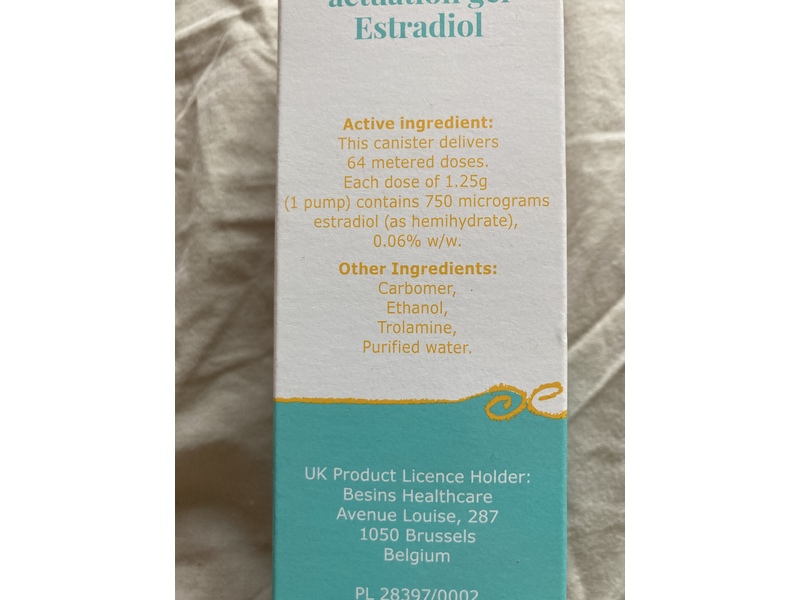 actuation gel
Estradiol
Active ingredient:
This canister delivers
64 metered doses.
Each dose of 1.25g
(1 pump) contains 750 micrograms
estradiol (as hemihydrate),
0.06% w/w.
Other Ingredients:
Carbomer,
Ethanol,
Trolamine,
Purified water.
UK Product Licence Holder:
Besins Healthcare
Avenue Louise, 287
1050 Brussels
Belgium
PL 28397/0002